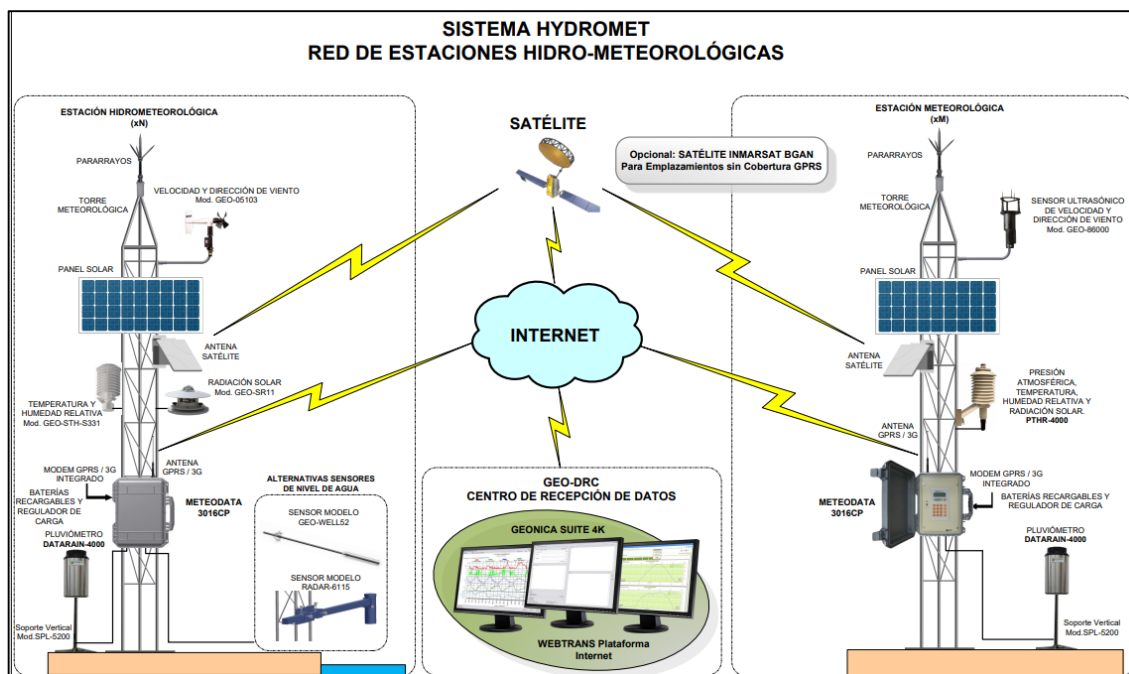 SISTEMA HYDROMET
RED DE ESTACIONES HIDRO-METEOROLÓGICAS
ESTACIÓN HIDROMETEOROLÓGICA
(xN)
PARARRAYOS
VELOCIDAD Y DIRECCIÓN DE VIENTO
Mod. GEO-05103
TORRE
METEOROLÓGICA
PANEL SOLAR
ANTENA
SATÉLITE
RADIACIÓN SOLAR
Mod. GEO-SR11
TEMPERATURA Y
HUMEDAD RELATIVA
Mod. GEO-STH-S331
ANTENA
GPRS / 3G
MODEM GPRS / 3G
INTEGRADO
BATERÍAS
RECARGABLES Y
REGULADOR DE
CARGA
METEODATA
3016CP
PLUVIÓMETRO
DATARAIN-4000
Soporte Vertical
Mod.SPL-5200
ALTERNATIVAS SENSORES
DE NIVEL DE AGUA
SENSOR MODELO
GEO-WELL52
SENSOR MODELO
RADAR-6115
SATÉLITE
Opcional: SATÉLITE INMARSAT BGAN
Para Emplazamientos sin Cobertura GPRS
INTERNET
GEO-DRC
CENTRO DE RECEPCIÓN DE DATOS
GEONICA SUITE 4K
WEBTRANS Plataforma
Internet
ESTACIÓN METEOROLÓGICA
(xM)
PARARRAYOS
TORRE
METEOROLÓGICA
SENSOR ULTRASÓNICO
DE VELOCIDAD Y
DIRECCIÓN DE VIENTO
Mod. GEO-86000
PANEL SOLAR
ANTENA
SATÉLITE
PRESIÓN
ATMOSFÉRICA,
TEMPERATURA,
HUMEDAD RELATIVA Y
RADIACIÓN SOLAR.
PTHR-4000
ANTENA
GPRS / 3G
MODEM GPRS / 3G
INTEGRADO
METEODATA
3016CP
BATERÍAS RECARGABLES Y
REGULADOR DE CARGA
PLUVIÓMETRO
DATARAIN-4000
Soporte Vertical
Mod.SPL-5200